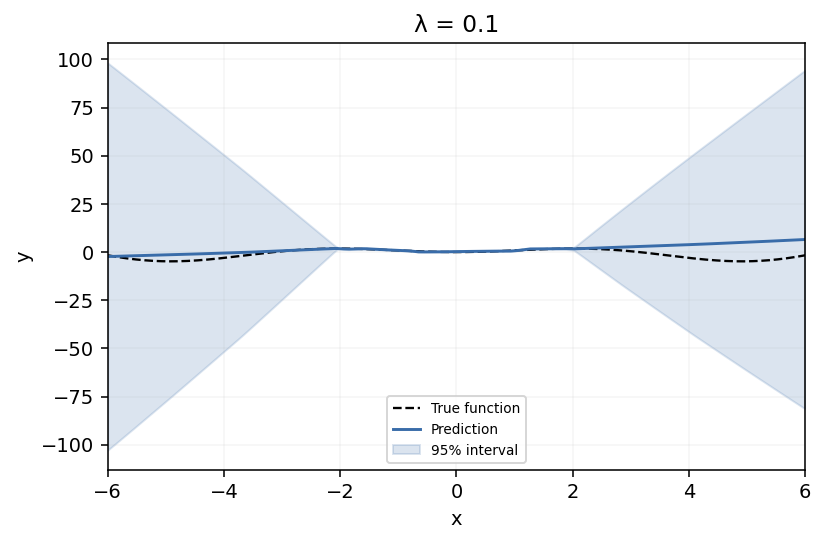 λ = 0.1
100
75
50
25
0
−25
−50
−75
−100
y
True function
Prediction
95% interval
−6 −4 −2 0 2 4 6
x